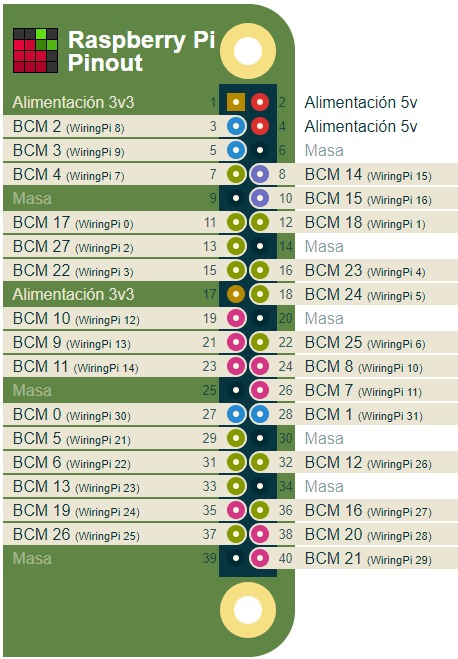 Raspberry Pi
Pinout
Alimentación 3v3 1 2 Alimentación 5v
BCM 2 (WiringPi 8) 3 4 Alimentación 5v
BCM 3 (WiringPi 9) 5 6 Masa
BCM 4 (WiringPi 7) 7 8 BCM 14 (WiringPi 15)
Masa 9 10 BCM 15 (WiringPi 16)
BCM 17 (WiringPi 0) 11 12 BCM 18 (WiringPi 1)
BCM 27 (WiringPi 2) 13 14 Masa
BCM 22 (WiringPi 3) 15 16 BCM 23 (WiringPi 4)
Alimentación 3v3 17 18 BCM 24 (WiringPi 5)
BCM 10 (WiringPi 12) 19 20 Masa
BCM 9 (WiringPi 13) 21 22 BCM 25 (WiringPi 6)
BCM 11 (WiringPi 14) 23 24 BCM 8 (WiringPi 10)
Masa 25 26 BCM 7 (WiringPi 11)
BCM 0 (WiringPi 30) 27 28 BCM 1 (WiringPi 31)
BCM 5 (WiringPi 21) 29 30 Masa
BCM 6 (WiringPi 22) 31 32 BCM 12 (WiringPi 26)
BCM 13 (WiringPi 23) 33 34 Masa
BCM 19 (WiringPi 24) 35 36 BCM 16 (WiringPi 27)
BCM 26 (WiringPi 25) 37 38 BCM 20 (WiringPi 28)
Masa 39 40 BCM 21 (WiringPi 29)